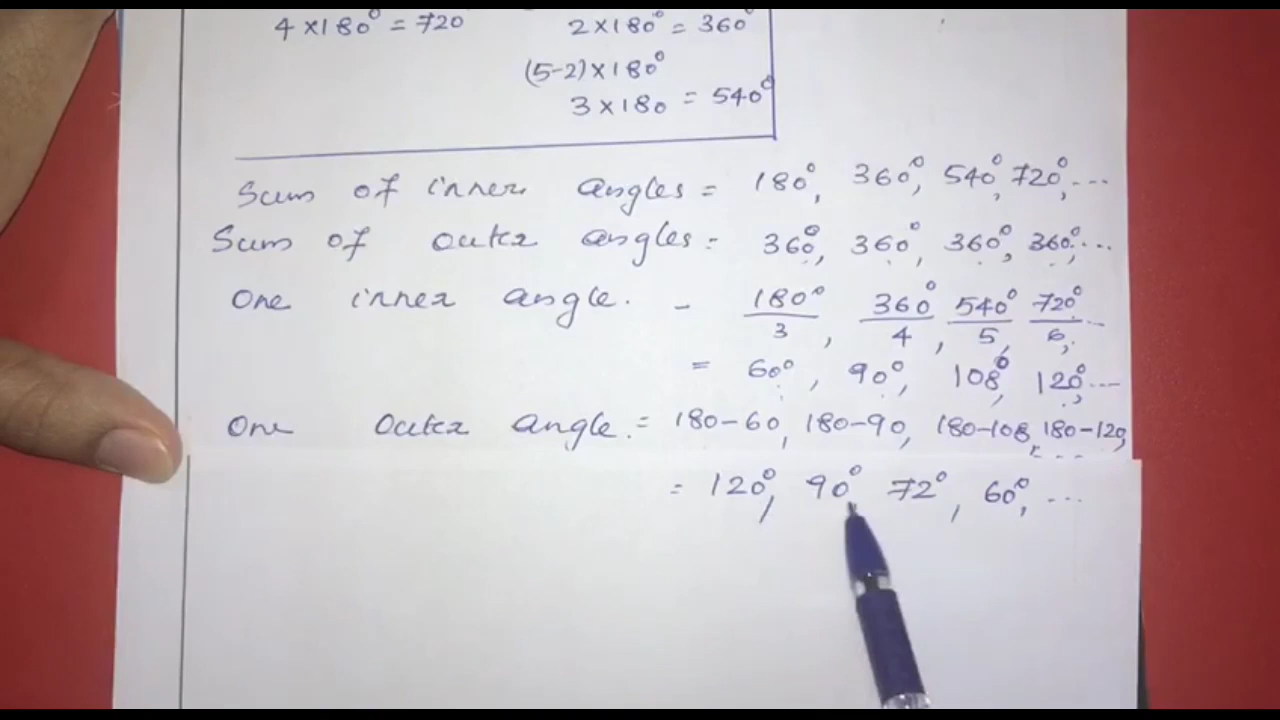 4 × 180° = 720 2 × 180° = 360°
(5-2) × 180°
3 × 180 = 540°
Sum of inner angles = 180°, 360°, 540°, 720°, ...
Sum of outer angles = 360°, 360°, 360°, 360°, ...
One inner angle. - 180°/3, 360°/4, 540°/5, 720°/6, ...
= 60°, 90°, 108°, 120°, ...
One outer angle. = 180-60, 180-90, 180-108, 180-120, ...
= 120°, 90° 72°, 60°, ...